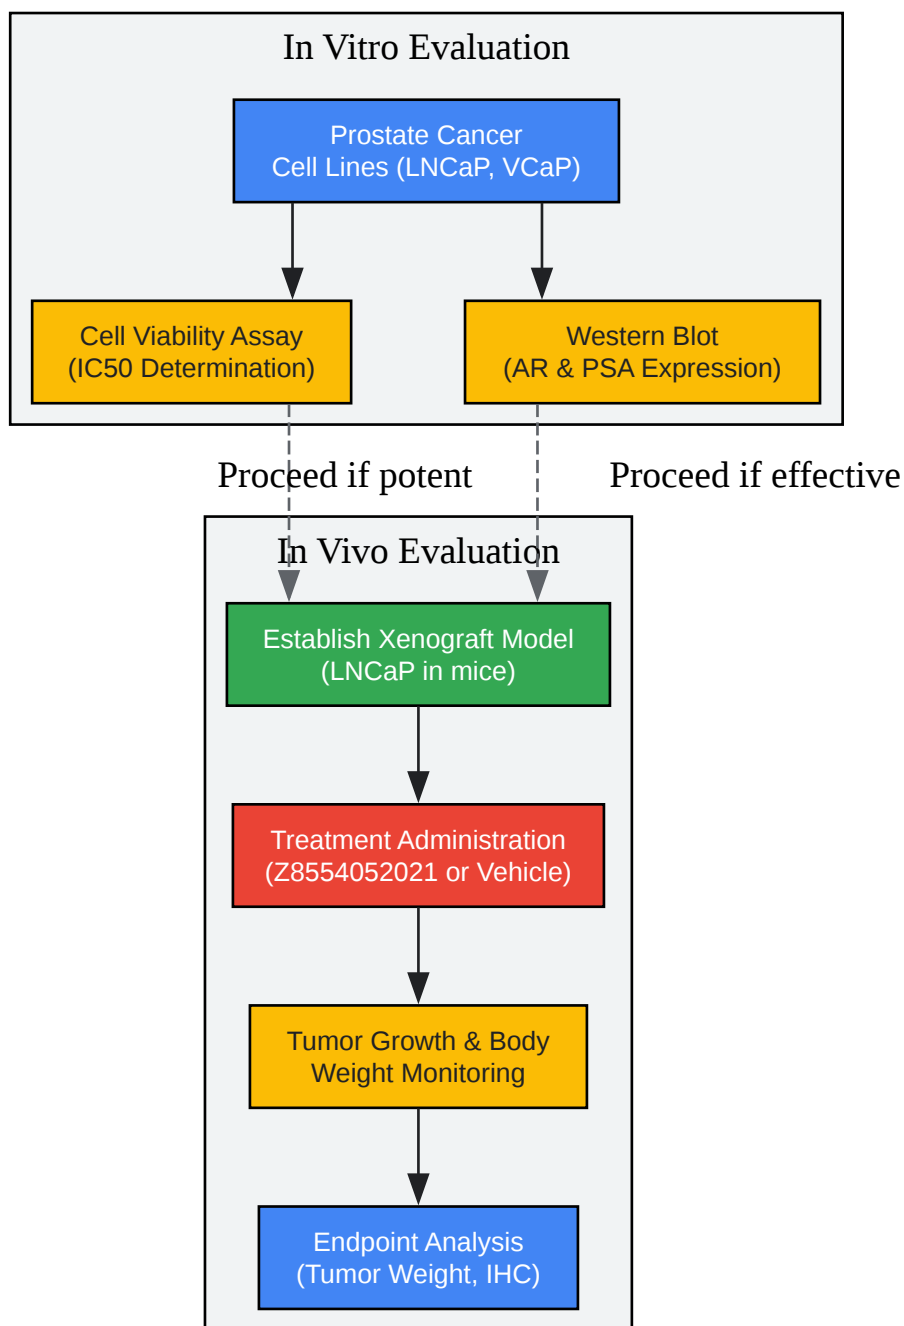 In Vitro Evaluation
Prostate Cancer
Cell Lines (LNCaP, VCaP)
Cell Viability Assay
(IC50 Determination)
Western Blot
(AR & PSA Expression)
Proceed if potent
Proceed if effective
In Vivo Evaluation
Establish Xenograft Model
(LNCaP in mice)
Treatment Administration
(Z8554052021 or Vehicle)
Tumor Growth & Body
Weight Monitoring
Endpoint Analysis
(Tumor Weight, IHC)